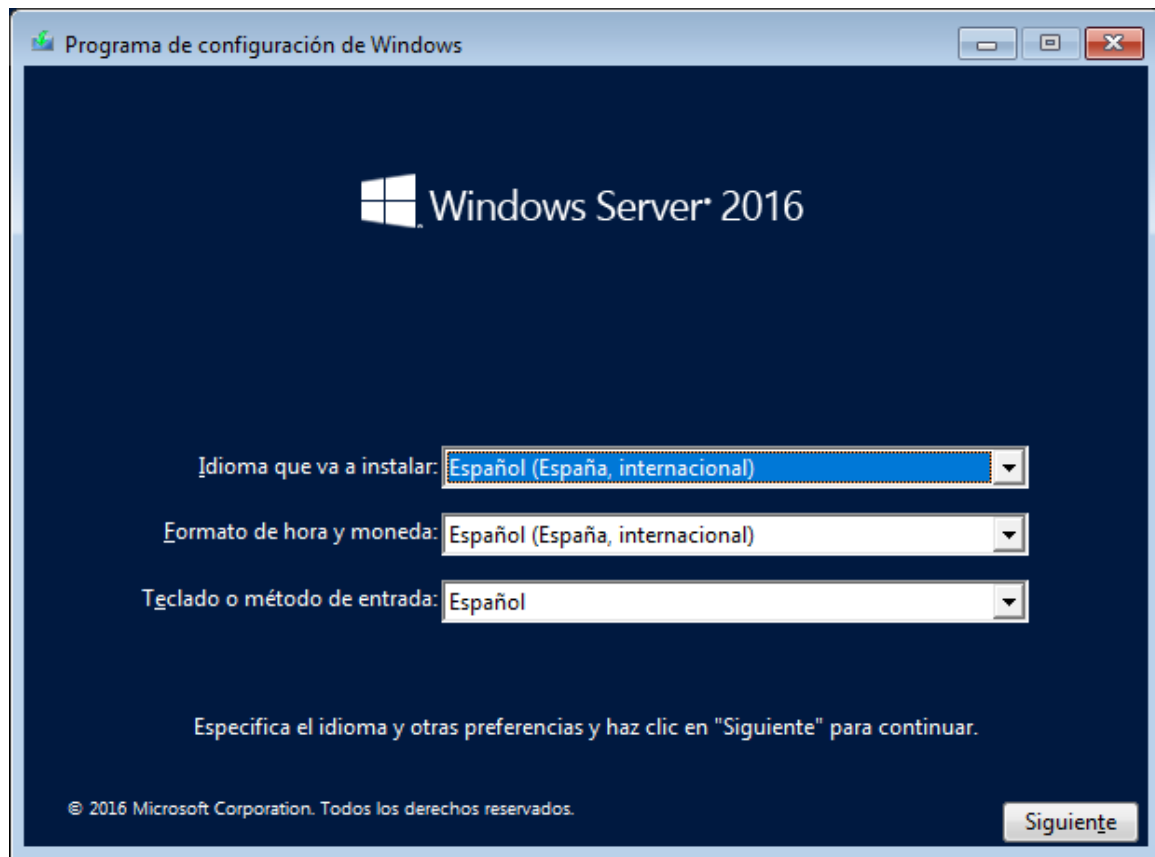 Programa de configuración de Windows
Windows Server® 2016
Idioma que va a instalar: Español (España, internacional)
Formato de hora y moneda: Español (España, internacional)
Teclado o método de entrada: Español
Especifica el idioma y otras preferencias y haz clic en "Siguiente" para continuar.
© 2016 Microsoft Corporation. Todos los derechos reservados.
Siguiente